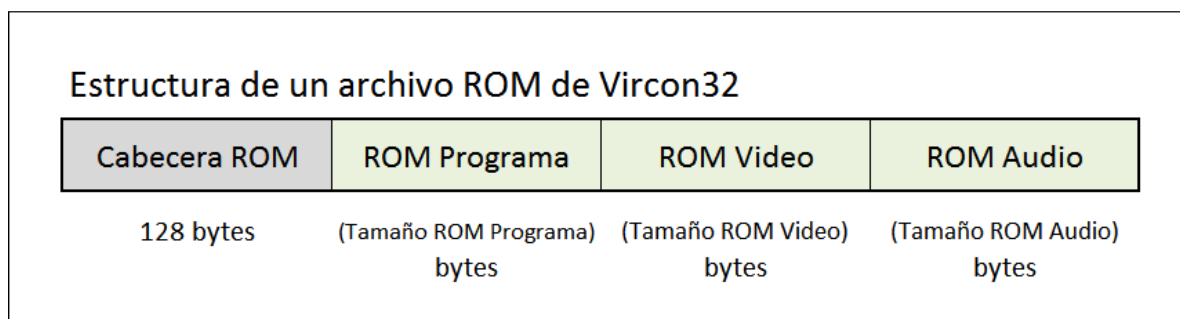 Estructura de un archivo ROM de Vircon32
Cabecera ROM
ROM Programa
ROM Video
ROM Audio
128 bytes
(Tamaño ROM Programa)
bytes
(Tamaño ROM Video)
bytes
(Tamaño ROM Audio)
bytes